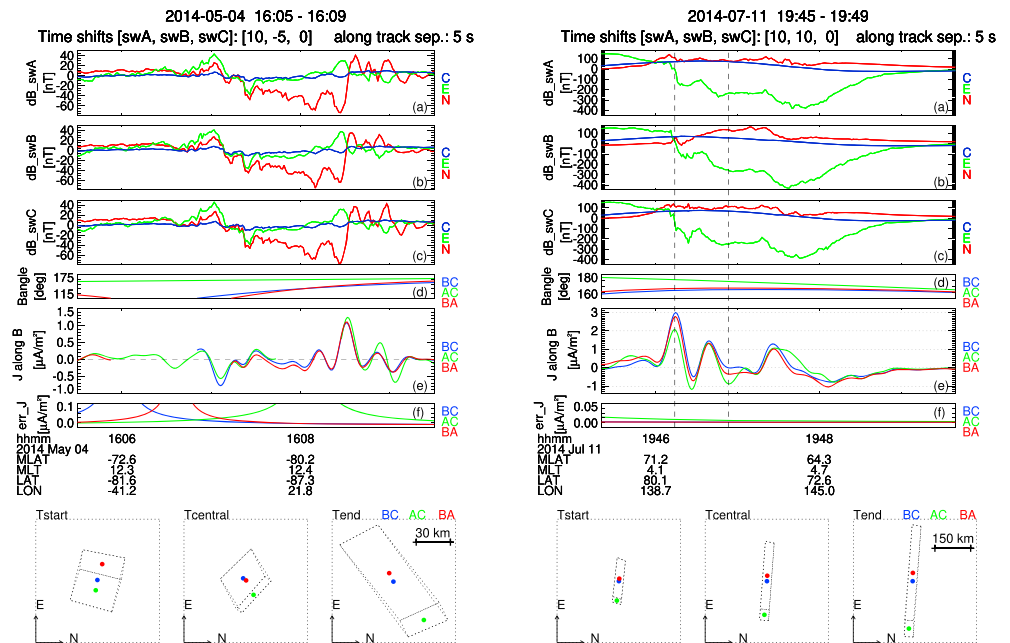 2014-05-04 16:05 - 16:09
Time shifts [swA, swB, swC]: [10, -5, 0] along track sep.: 5 s
dB_swA
[nT]
40
20
0
-20
-40
-60
(a)
C
E
N
dB_swB
[nT]
40
20
0
-20
-40
-60
(b)
C
E
N
dB_swC
[nT]
40
20
0
-20
-40
-60
(c)
C
E
N
Bangle
[deg]
175
115
(d)
BC
AC
BA
J along B
[µA/m²]
1.5
1.0
0.5
0.0
-0.5
-1.0
(e)
BC
AC
BA
err_J
[µA/m²]
0.1
0.0
(f)
BC
AC
BA
hhmm 1606 1608
2014 May 04
MLAT -72.6 -80.2
MLT 12.3 12.4
LAT -81.6 -87.3
LON -41.2 21.8
Tstart Tcentral Tend BC AC BA
30 km
E
N
2014-07-11 19:45 - 19:49
Time shifts [swA, swB, swC]: [10, 10, 0] along track sep.: 5 s
dB_swA
[nT]
100
0
-100
-200
-300
-400
(a)
C
E
N
dB_swB
[nT]
100
0
-100
-200
-300
-400
(b)
C
E
N
dB_swC
[nT]
100
0
-100
-200
-300
-400
(c)
C
E
N
Bangle
[deg]
180
160
(d)
BC
AC
BA
J along B
[µA/m²]
3
2
1
0
-1
(e)
BC
AC
BA
err_J
[µA/m²]
0.05
0.00
(f)
BC
AC
BA
hhmm 1946 1948
2014 Jul 11
MLAT 71.2 64.3
MLT 4.1 4.7
LAT 80.1 72.6
LON 138.7 145.0
Tstart Tcentral Tend BC AC BA
150 km
E
N